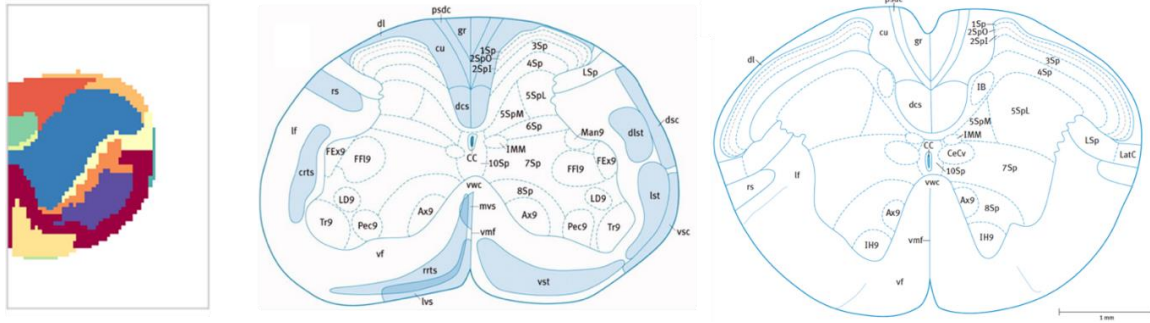 psdc
dl
gr
cu
1Sp
2SpO
2SpI
3Sp
4Sp
LSp
rs
dcs
5SpL
5SpM
6Sp
dsc
dlst
lf
IMM
Man9
CC
10Sp
7Sp
FEx9
FFl9
FFl9
FEx9
crts
lst
vwc
8Sp
LD9
LD9
mvs
Ax9
Ax9
Tr9
Pec9
vmf
Pec9
Tr9
vsc
vf
rrts
vst
lvs
psdc
cu
gr
1Sp
2SpO
2SpI
dl
3Sp
4Sp
dcs
IB
5SpL
5SpM
IMM
LSp
LatC
CC
CeCv
10Sp
7Sp
rs
lf
vwc
Ax9
Ax9
8Sp
IH9
vmf
IH9
vf
1 mm